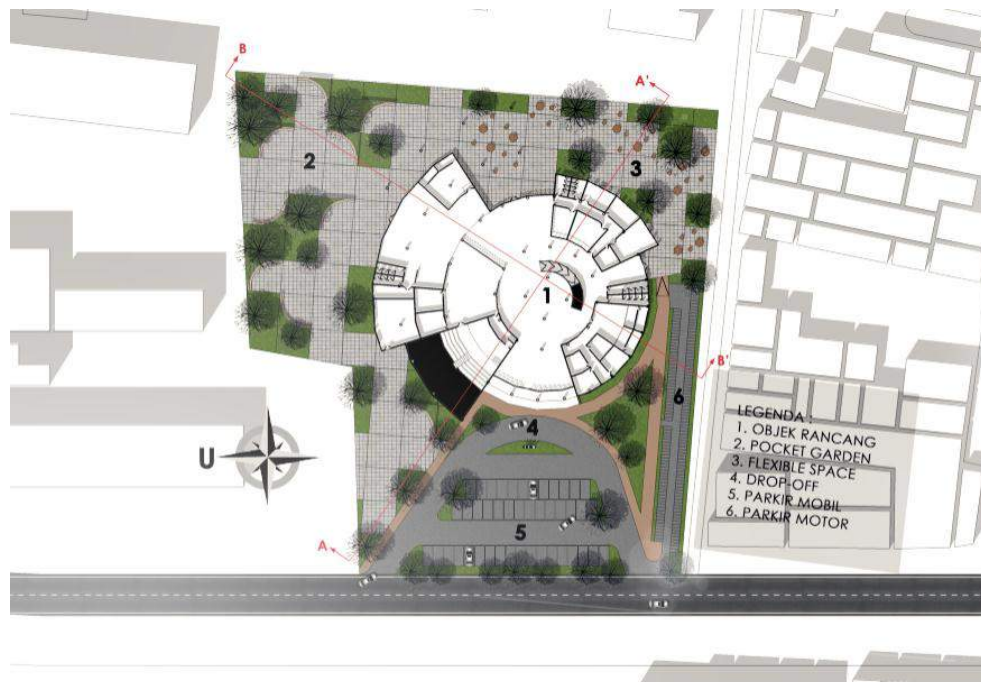 B
A'
2
3
1
B'
6
4
U
LEGENDA :
1. OBJEK RANCANG
2. POCKET GARDEN
3. FLEXIBLE SPACE
4. DROP-OFF
5. PARKIR MOBIL
6. PARKIR MOTOR
5
A